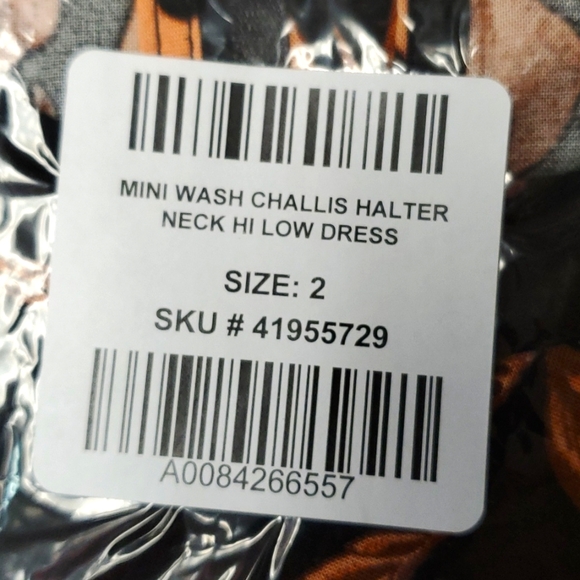 MINI WASH CHALLIS HALTER
NECK HI LOW DRESS
SIZE: 2
SKU # 41955729
A0084266557